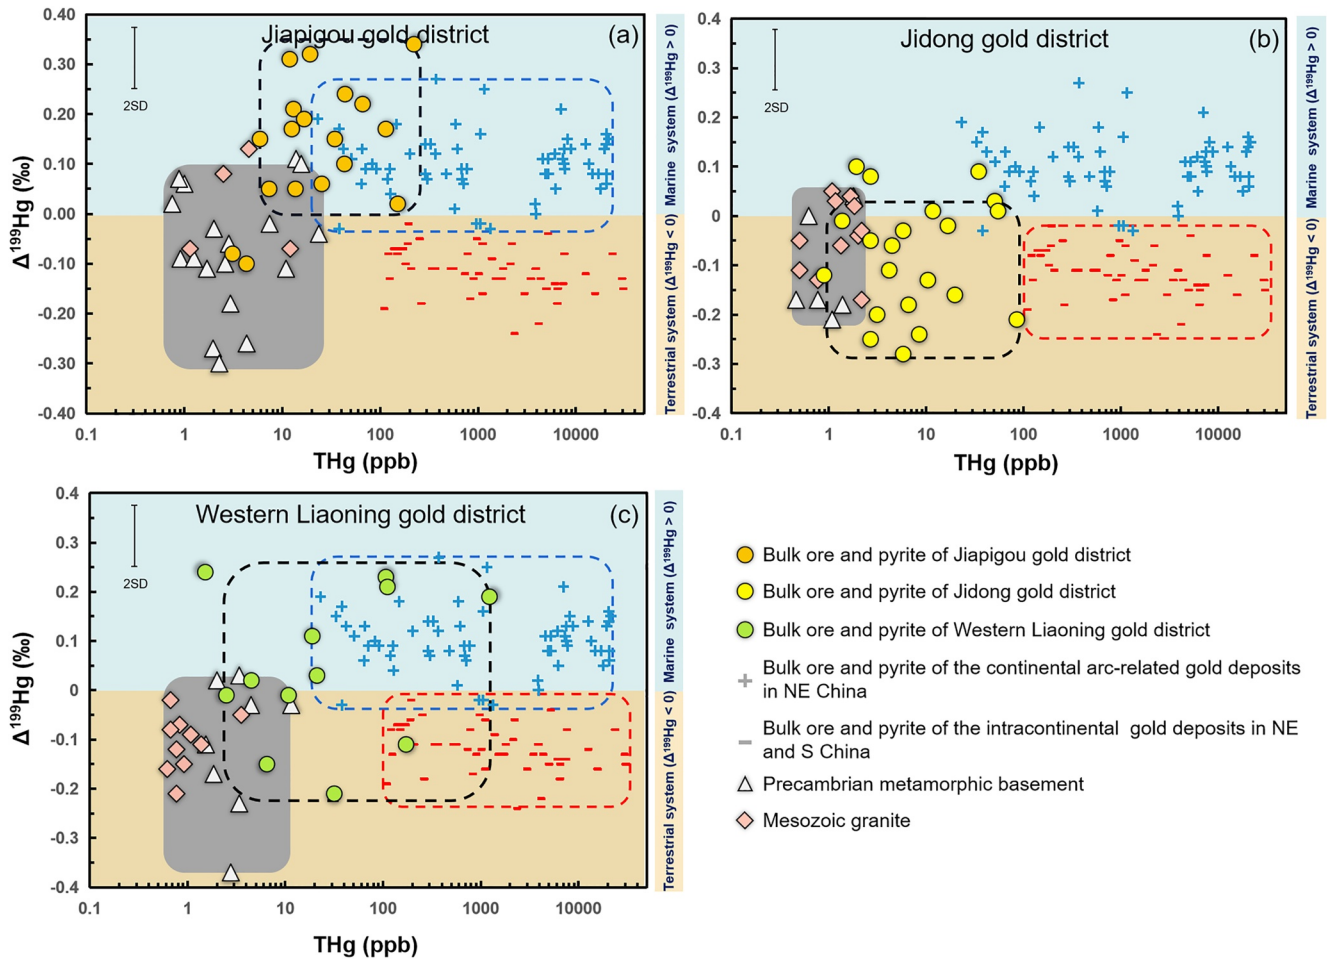 0.40
0.30
0.20
0.10
0.00
-0.10
-0.20
-0.30
-0.40
Δ¹⁹⁹Hg (‰)
Jiapigou gold district
(a)
2SD
0.1
1
10
100
1000
10000
THg (ppb)
Marine system (Δ¹⁹⁹Hg > 0)
Terrestrial system (Δ¹⁹⁹Hg < 0)
0.4
0.3
0.2
0.1
0
-0.1
-0.2
-0.3
-0.4
Jidong gold district
(b)
2SD
0.1
1
10
100
1000
10000
THg (ppb)
Marine system (Δ¹⁹⁹Hg > 0)
Terrestrial system (Δ¹⁹⁹Hg < 0)
0.4
0.3
0.2
0.1
0
-0.1
-0.2
-0.3
-0.4
Δ¹⁹⁹Hg (‰)
Western Liaoning gold district
(c)
2SD
0.1
1
10
100
1000
10000
THg (ppb)
Marine system (Δ¹⁹⁹Hg > 0)
Terrestrial system (Δ¹⁹⁹Hg < 0)
Bulk ore and pyrite of Jiapigou gold district
Bulk ore and pyrite of Jidong gold district
Bulk ore and pyrite of Western Liaoning gold district
Bulk ore and pyrite of the continental arc-related gold deposits
in NE China
Bulk ore and pyrite of the intracontinental gold deposits in NE
and S China
Precambrian metamorphic basement
Mesozoic granite